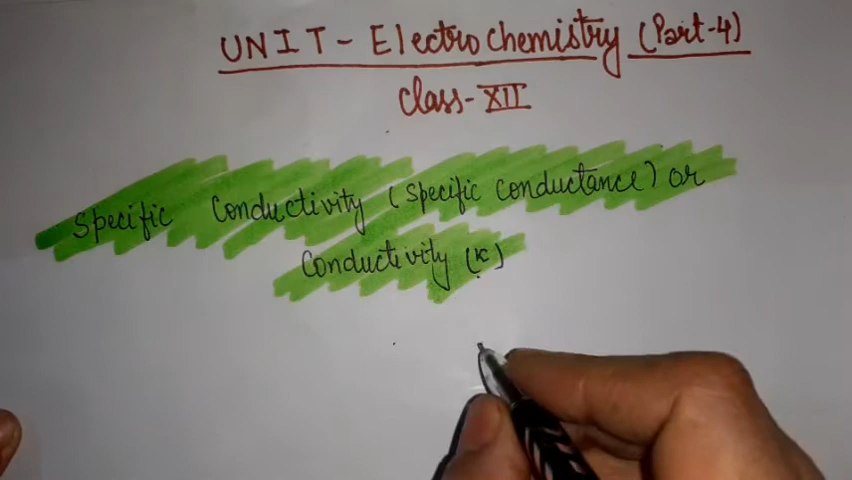 UNIT - Electrochemistry (Part-4)
Class-XII
Specific Conductivity (Specific Conductance) or
Conductivity (κ)